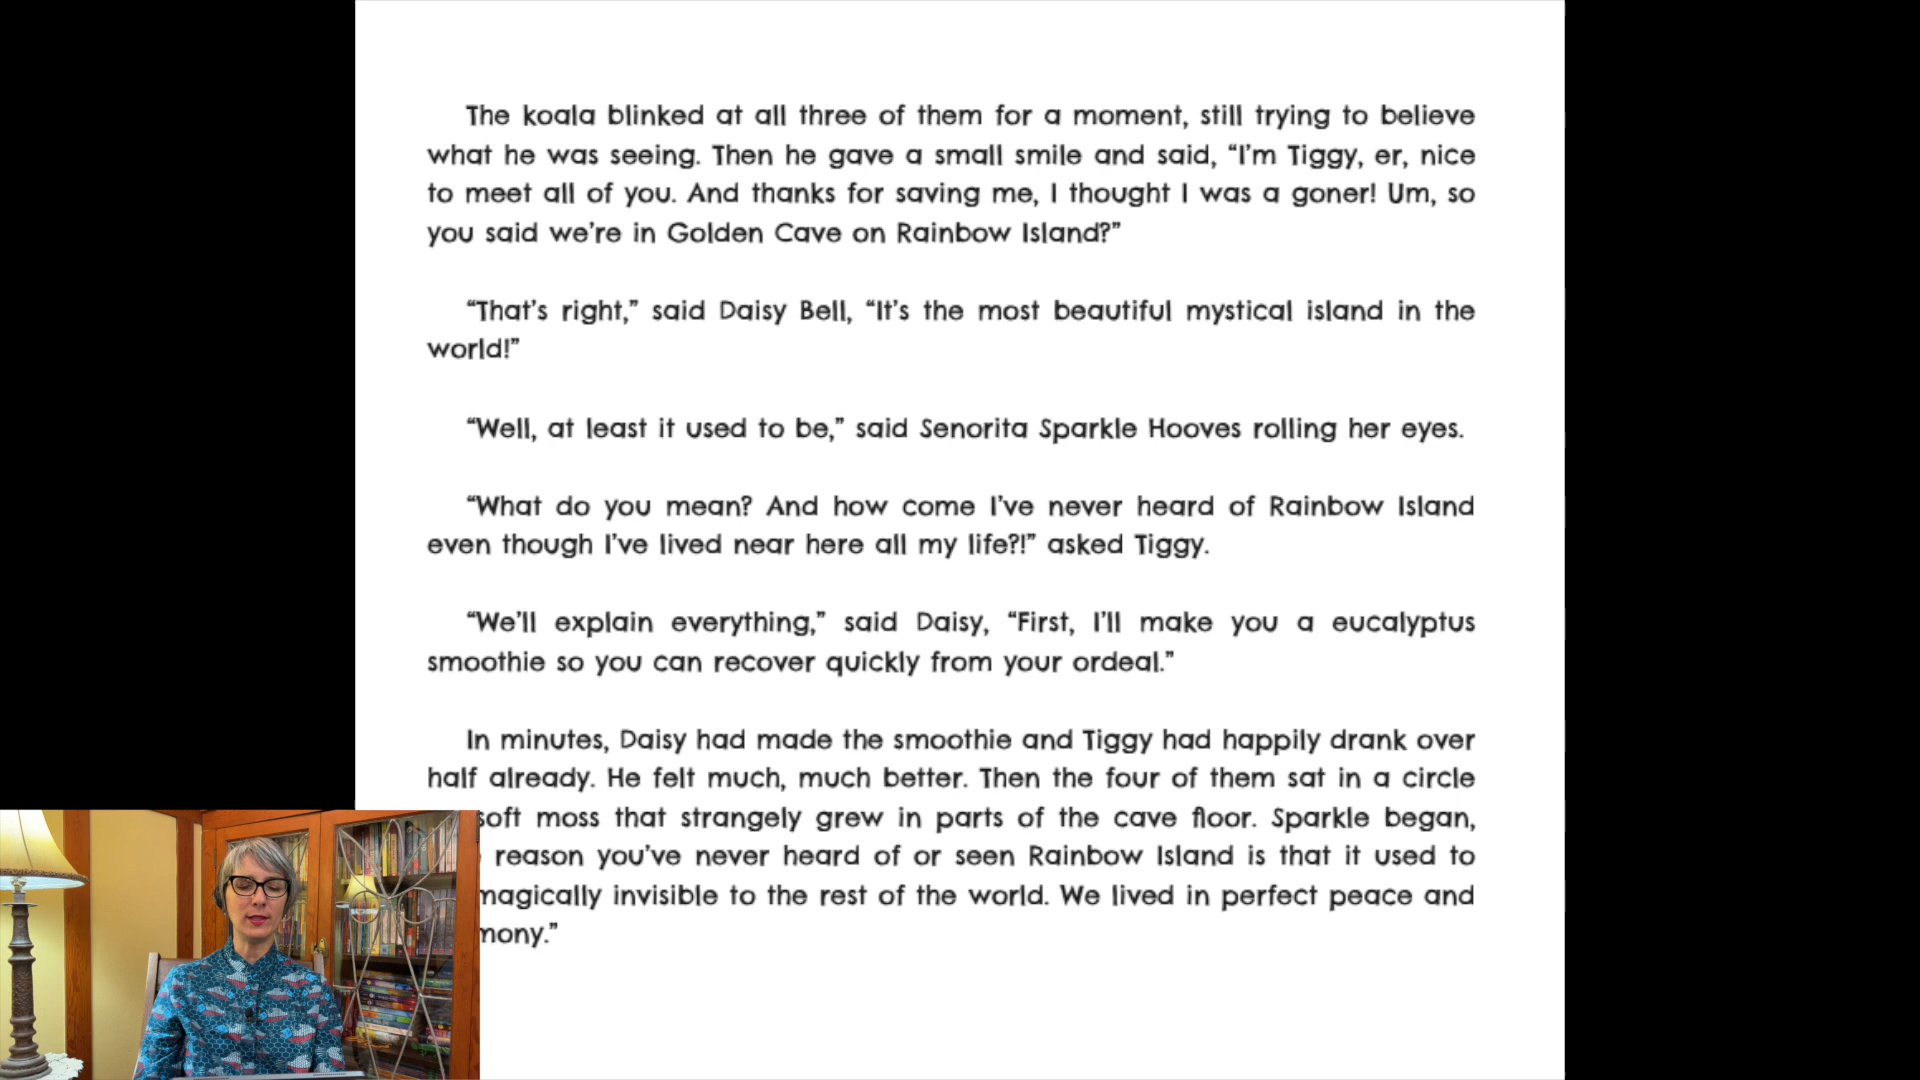 The koala blinked at all three of them for a moment, still trying to believe
what he was seeing. Then he gave a small smile and said, “I’m Tiggy, er, nice
to meet all of you. And thanks for saving me, I thought I was a goner! Um, so
you said we’re in Golden Cave on Rainbow Island?”
“That’s right,” said Daisy Bell, “It’s the most beautiful mystical island in the
world!”
“Well, at least it used to be,” said Senorita Sparkle Hooves rolling her eyes.
“What do you mean? And how come I’ve never heard of Rainbow Island
even though I’ve lived near here all my life?!” asked Tiggy.
“We’ll explain everything,” said Daisy, “First, I’ll make you a eucalyptus
smoothie so you can recover quickly from your ordeal.”
In minutes, Daisy had made the smoothie and Tiggy had happily drank over
half already. He felt much, much better. Then the four of them sat in a circle
soft moss that strangely grew in parts of the cave floor. Sparkle began,
reason you’ve never heard of or seen Rainbow Island is that it used to
magically invisible to the rest of the world. We lived in perfect peace and
mony.”